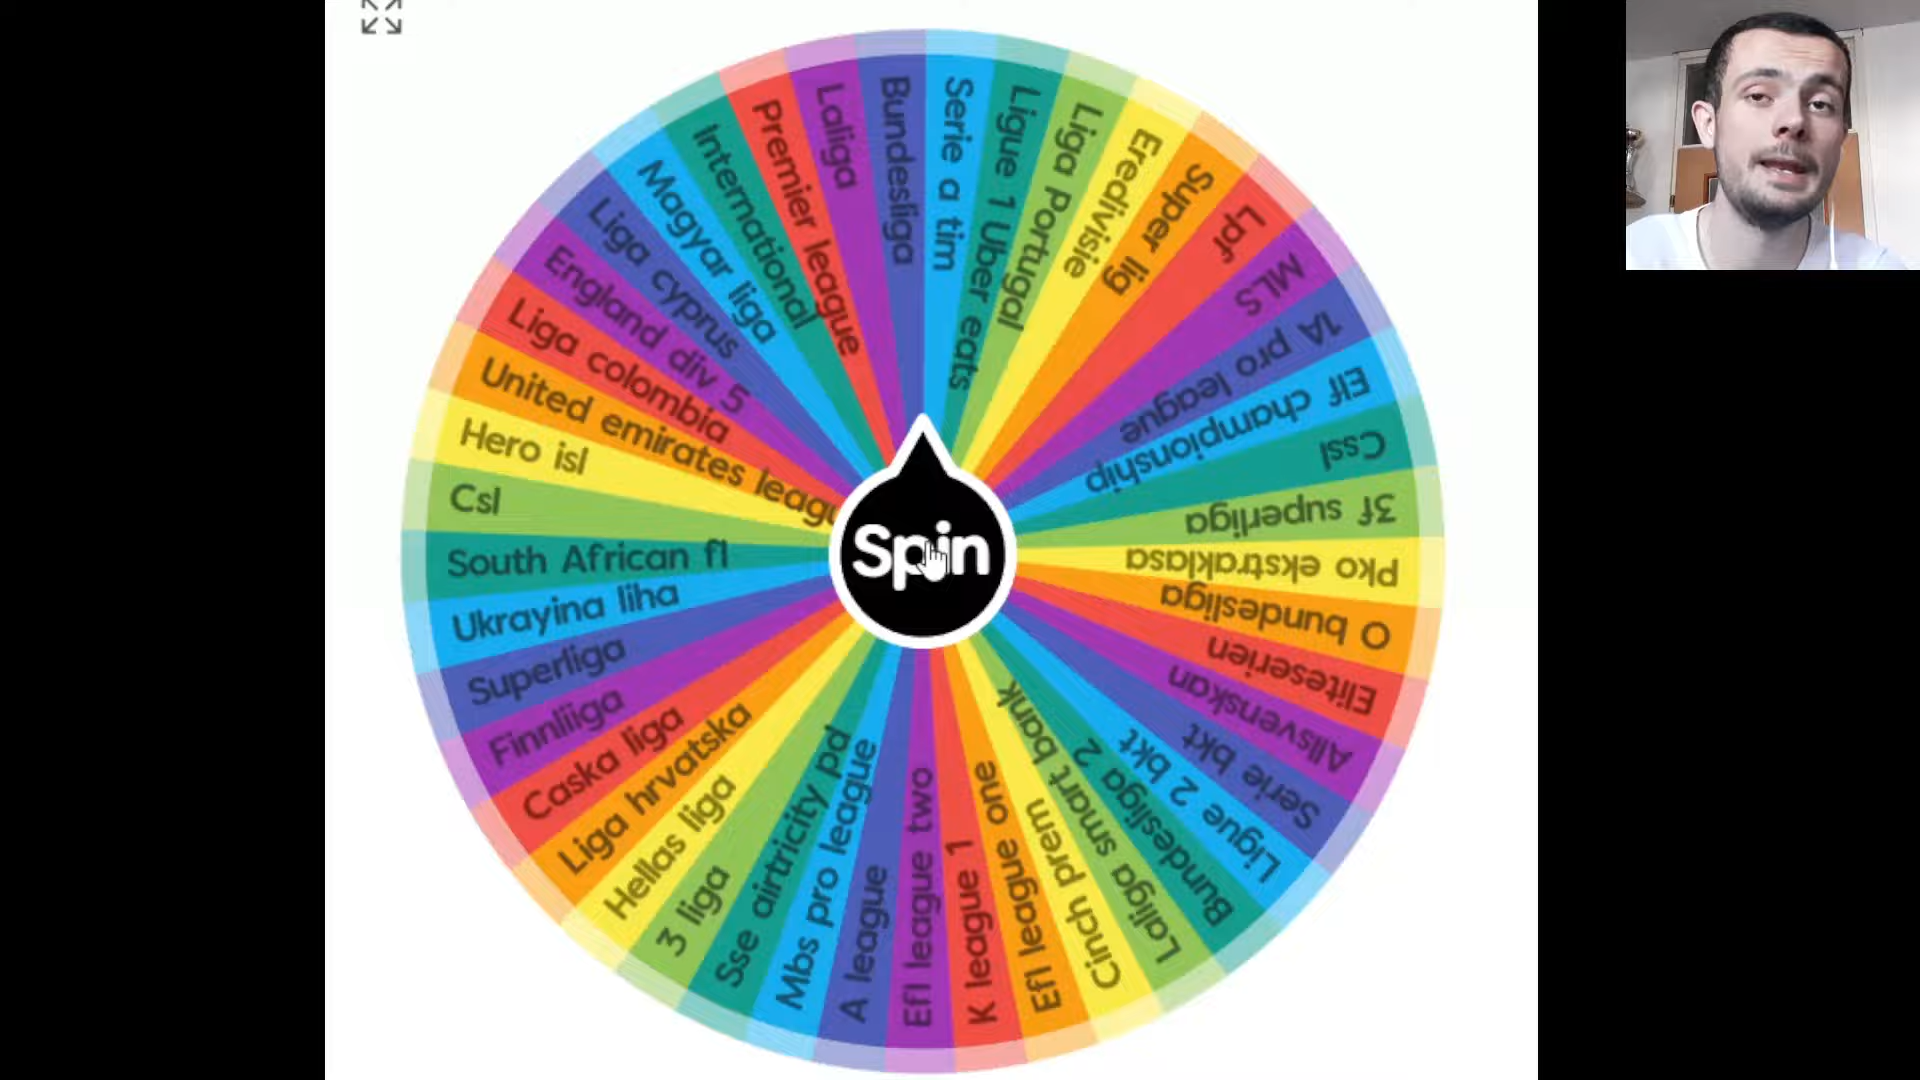 Serie a tim
Ligue 1 Uber eats
Liga Portugal
Eredivisie
Super lig
Lpf
MLS
1A pro league
Elf championship
Cssl
3f superliga
Pko ekstraklasa
O bundesliga
Eliteserien
Allsvenskan
Serie bkt
Ligue 2 bkt
Bundesliga 2
Laliga smart bank
Cinch prem
Efl league one
K league 1
Efl league two
A league
Mbs pro league
Sse airtricity pd
3 liga
Hellas liga
Liga hrvatska
Caska liga
Finnliiga
Superliga
Ukrayina liha
South African fl
Csl
Hero isl
United emirates leagu
Liga colombia
England div 5
Liga cyprus
Magyar liga
International
Premier league
Laliga
Bundesliga
Spin